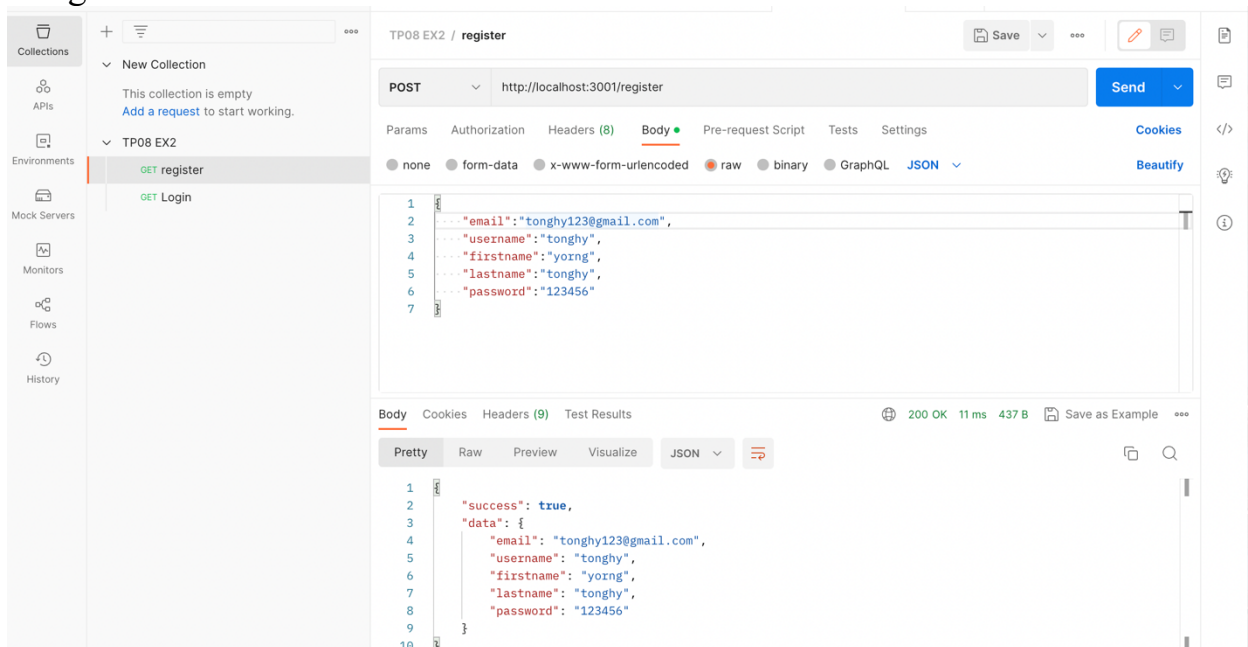 Collections
APIs
Environments
Mock Servers
Monitors
Flows
History
New Collection
This collection is empty
Add a request to start working.
TP08 EX2
GET register
GET Login
TP08 EX2 / register
Save
POST http://localhost:3001/register Send
Params Authorization Headers (8) Body Pre-request Script Tests Settings Cookies
none form-data x-www-form-urlencoded raw binary GraphQL JSON Beautify
1 {
2 "email":"tonghy123@gmail.com",
3 "username":"tonghy",
4 "firstname":"yorng",
5 "lastname":"tonghy",
6 "password":"123456"
7 }
Body Cookies Headers (9) Test Results 200 OK 11 ms 437 B Save as Example
Pretty Raw Preview Visualize JSON
1 {
2 "success": true,
3 "data": {
4 "email": "tonghy123@gmail.com",
5 "username": "tonghy",
6 "firstname": "yorng",
7 "lastname": "tonghy",
8 "password": "123456"
9 }
10 }